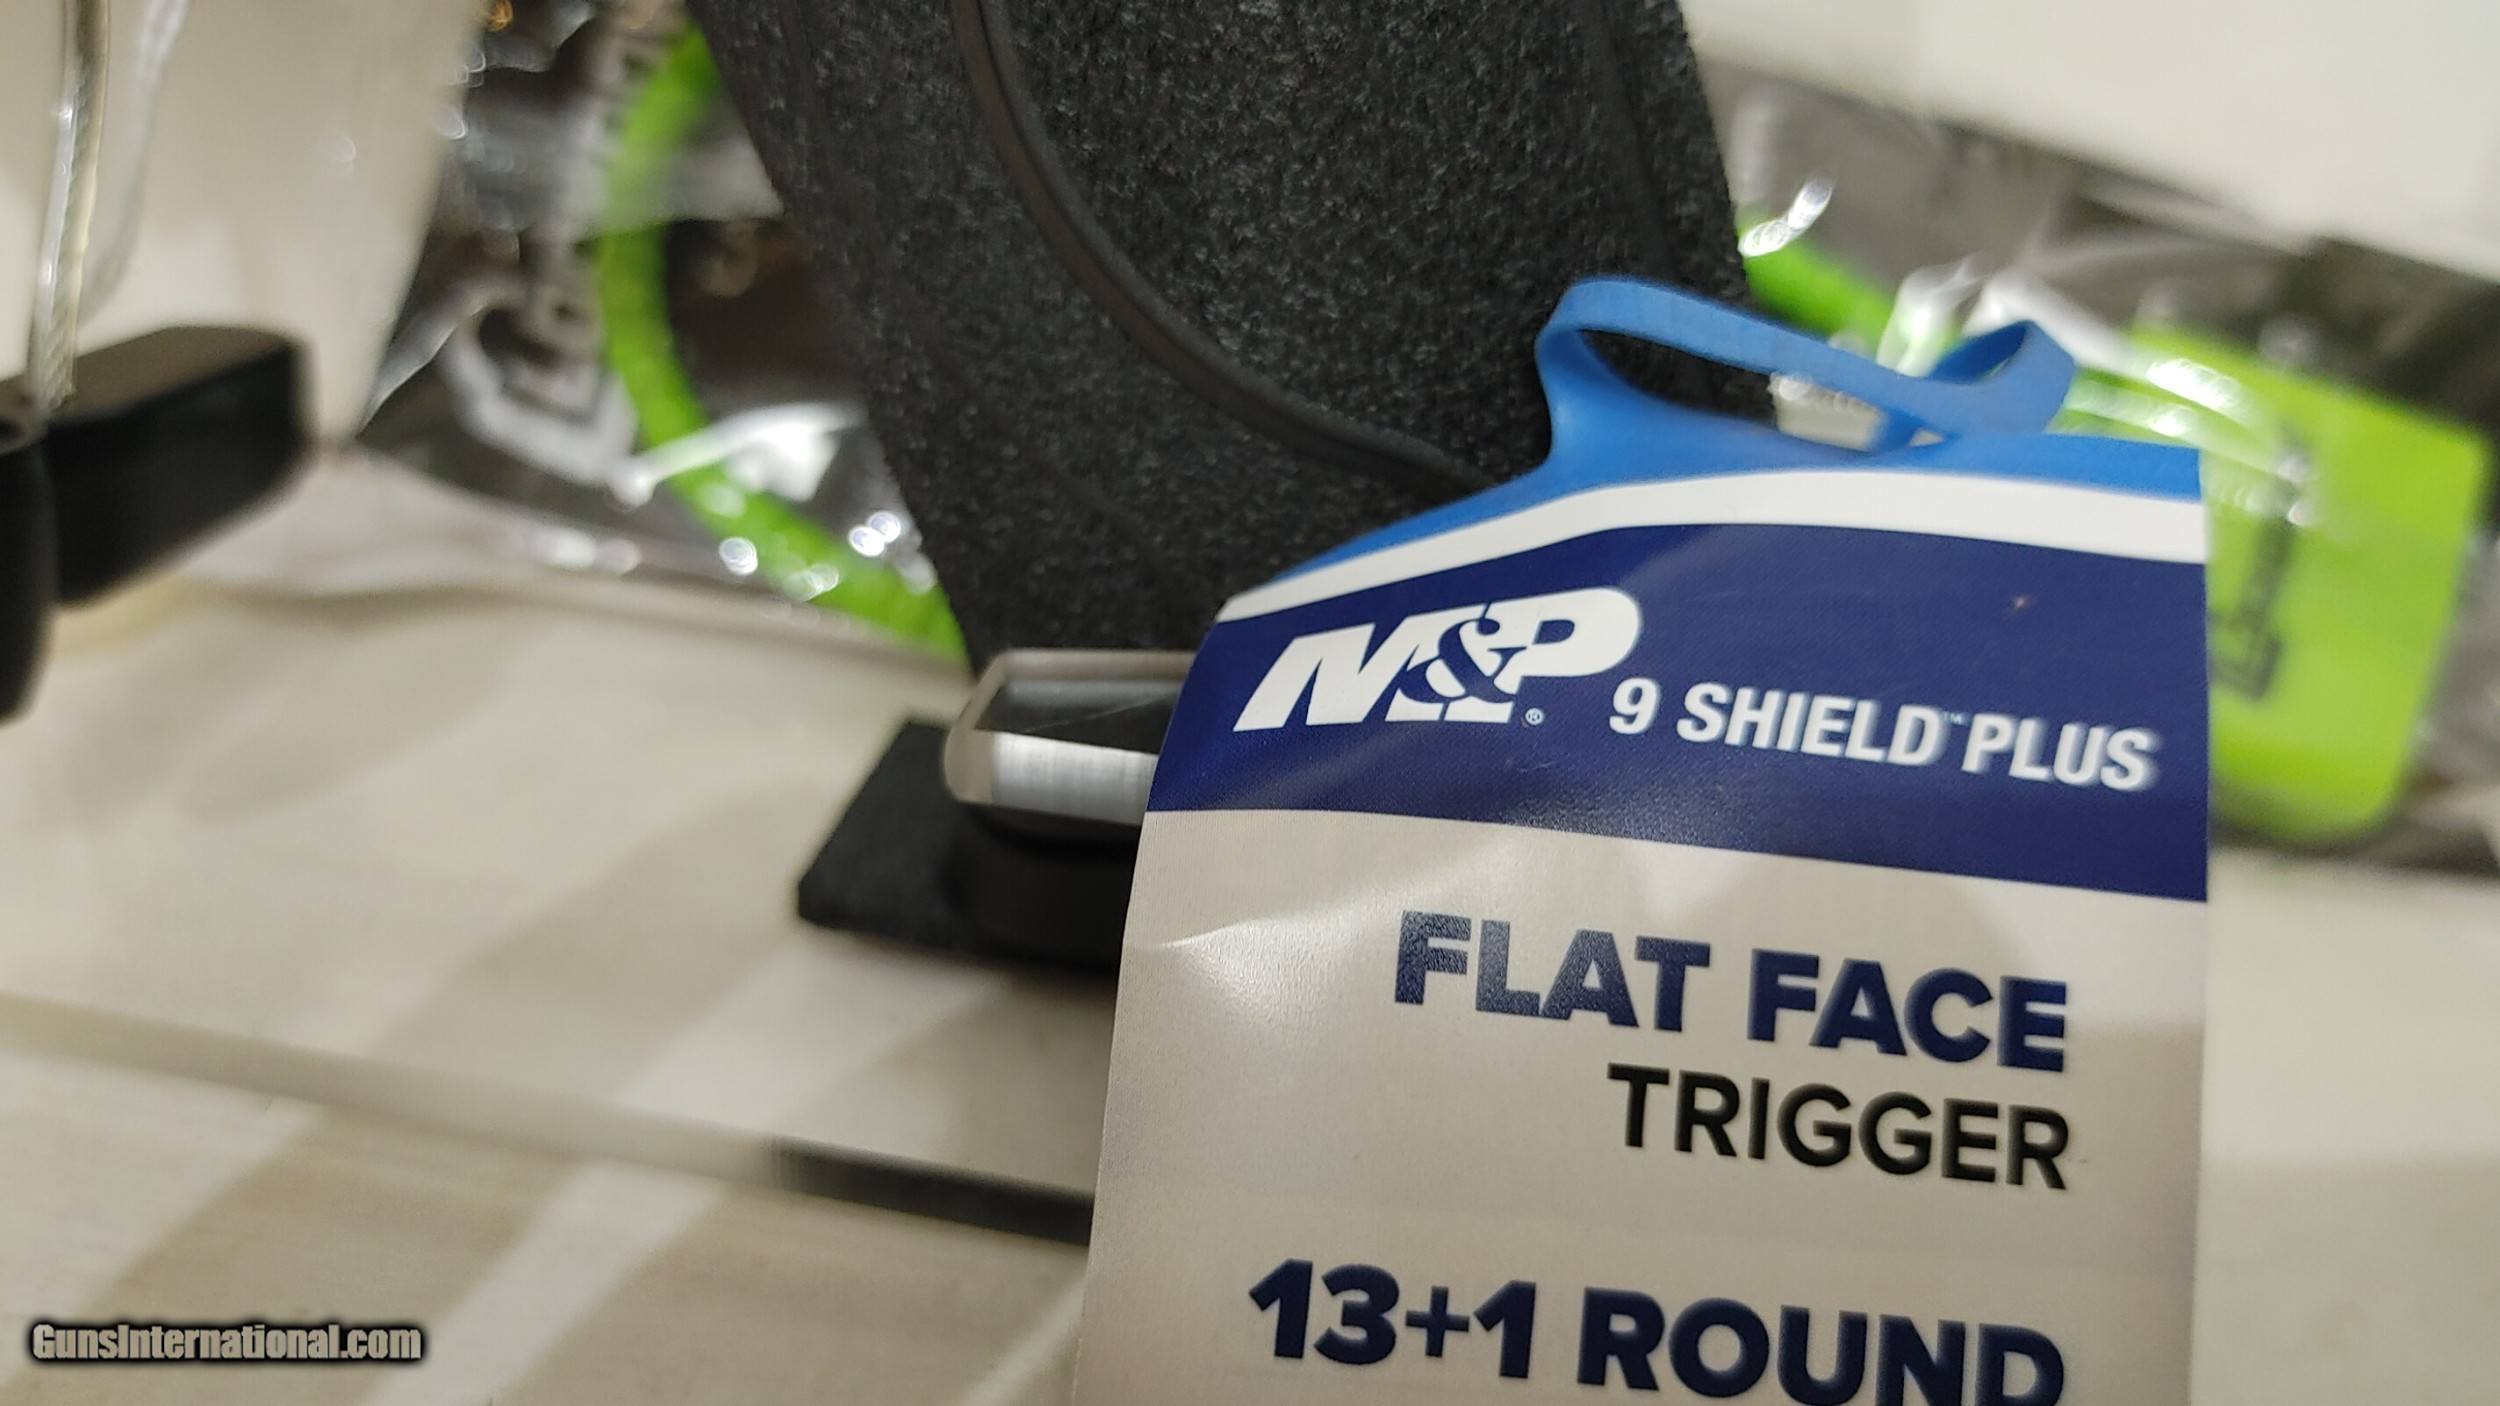 M&P® 9 SHIELD™ PLUS
FLAT FACE
TRIGGER
13+1 ROUND
GunsInternational.com